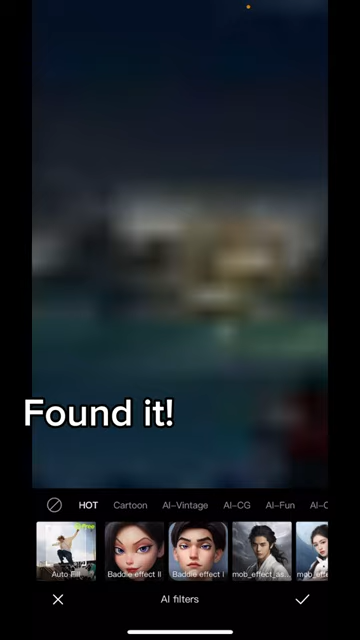 Found it!
HOT Cartoon AI-Vintage AI-CG AI-Fun
Auto Fill Baddie effect II Baddie effect I mob_effect_as...
AI filters